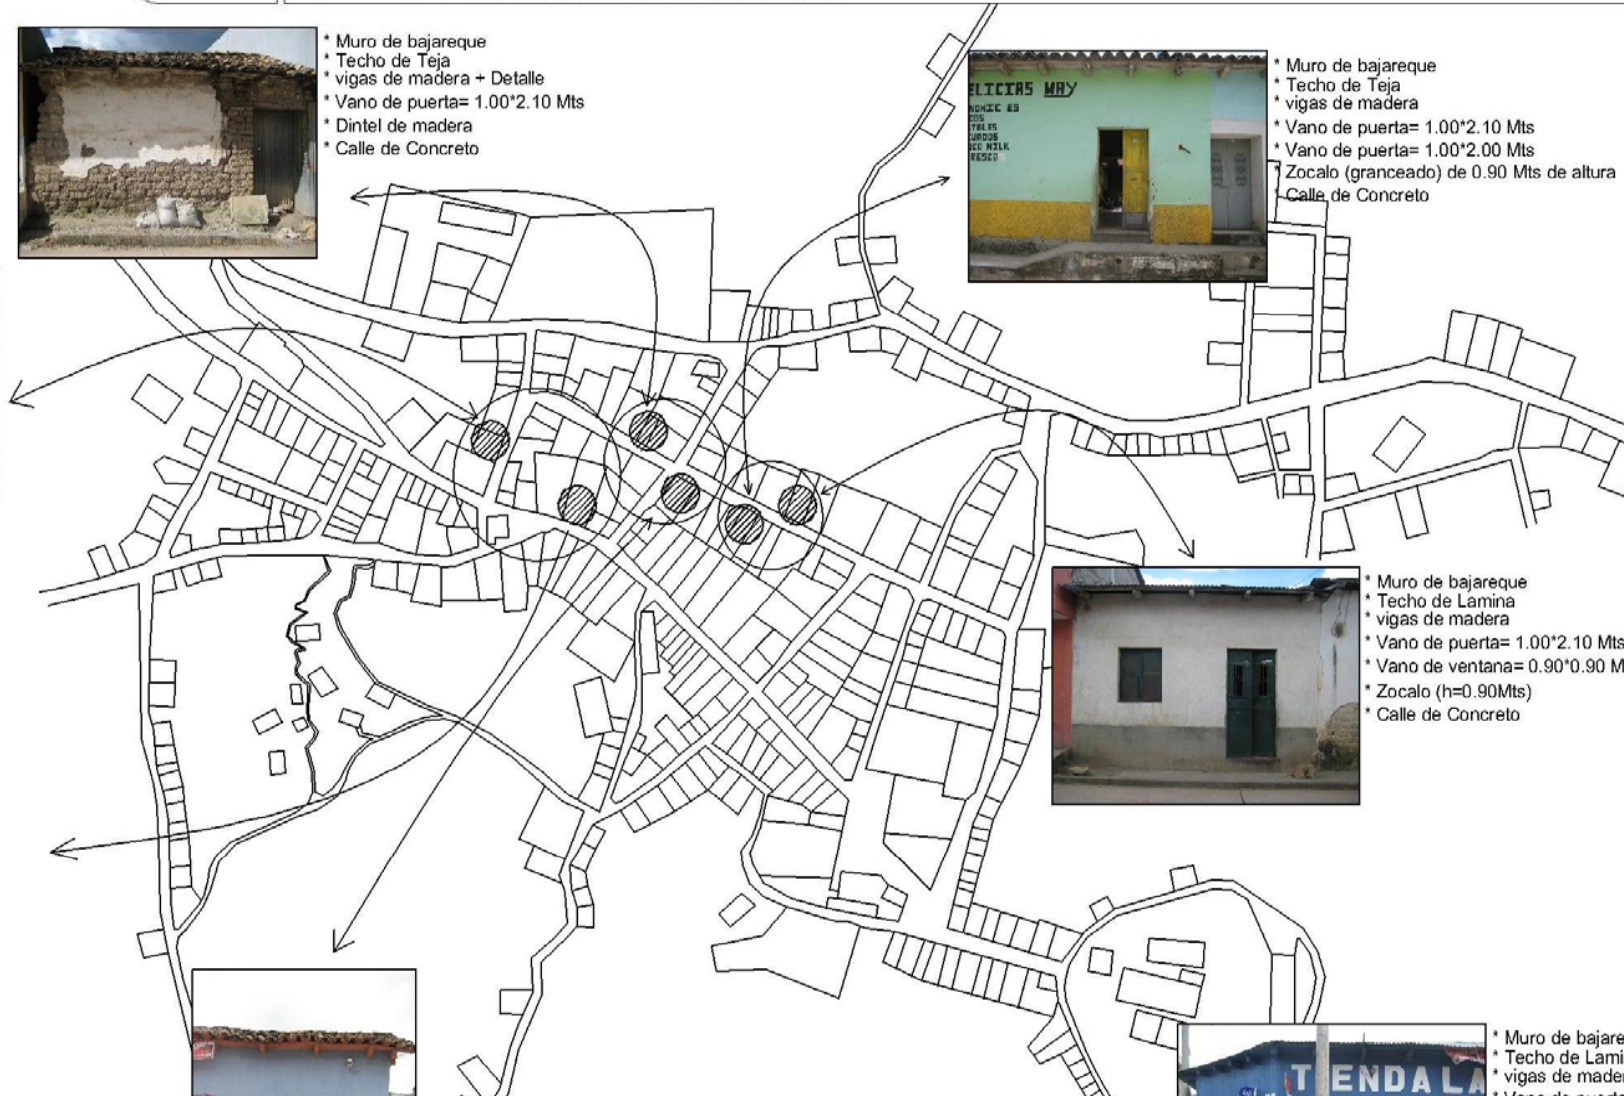 * Muro de bajareque
* Techo de Teja
* vigas de madera + Detalle
* Vano de puerta= 1.00*2.10 Mts
* Dintel de madera
* Calle de Concreto
ELICIAS WAY
* Muro de bajareque
* Techo de Teja
* vigas de madera
* Vano de puerta= 1.00*2.10 Mts
* Vano de puerta= 1.00*2.00 Mts
* Zocalo (granceado) de 0.90 Mts de altura
* Calle de Concreto
* Muro de bajareque
* Techo de Lamina
* vigas de madera
* Vano de puerta= 1.00*2.10 Mts
* Vano de ventana= 0.90*0.90 M
* Zocalo (h=0.90Mts)
* Calle de Concreto
TIENDA LA
* Muro de bajare
* Techo de Lami
* vigas de mader